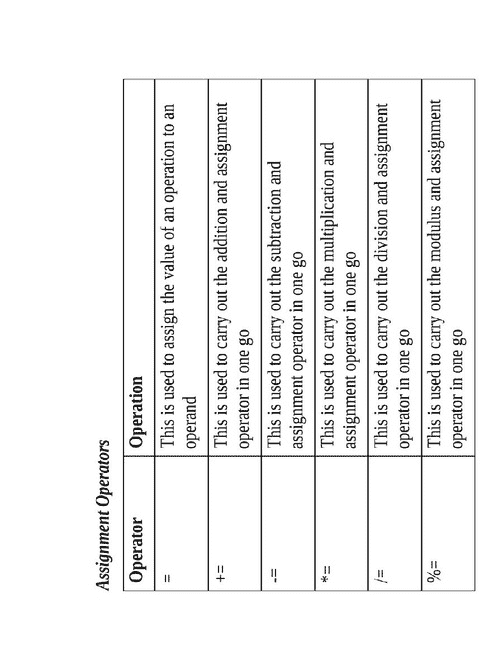 Assignment Operators
Operator Operation
= This is used to assign the value of an operation to an
operand
+= This is used to carry out the addition and assignment
operator in one go
-= This is used to carry out the subtraction and
assignment operator in one go
*= This is used to carry out the multiplication and
assignment operator in one go
/= This is used to carry out the division and assignment
operator in one go
%= This is used to carry out the modulus and assignment
operator in one go